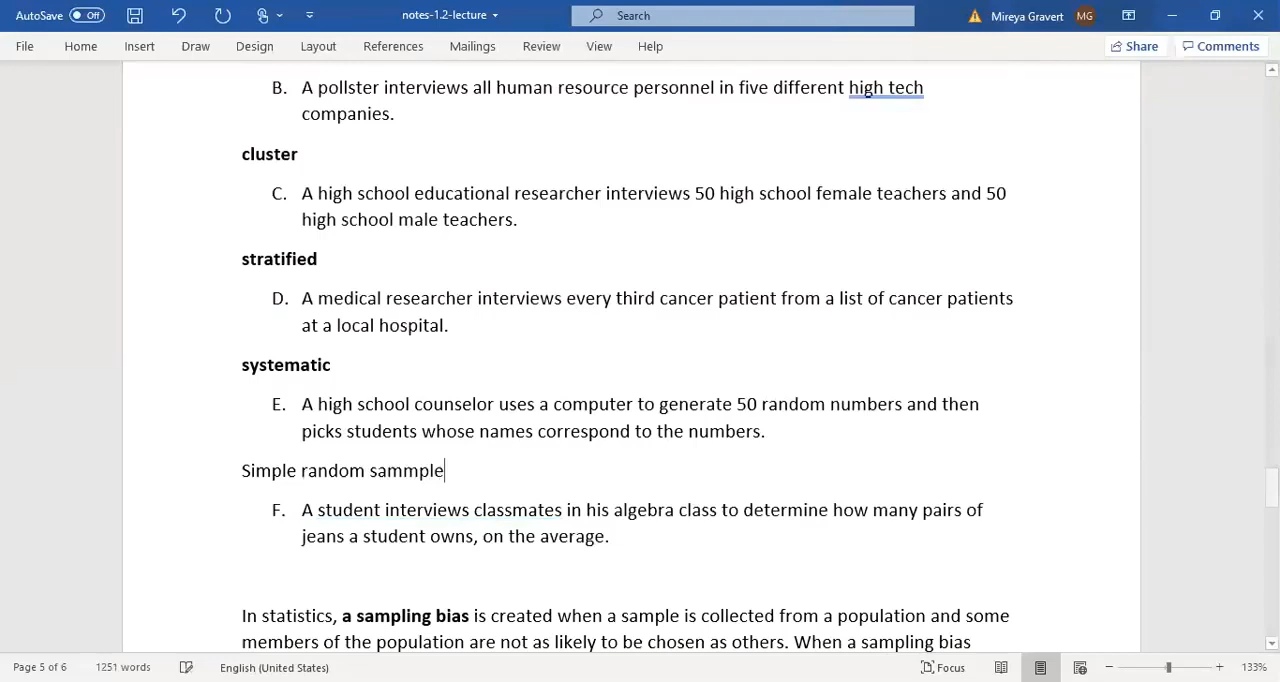 AutoSave Off notes-1.2-lecture Search Mireya Gravert MG
File Home Insert Draw Design Layout References Mailings Review View Help Share Comments
B. A pollster interviews all human resource personnel in five different high tech
companies.
cluster
C. A high school educational researcher interviews 50 high school female teachers and 50
high school male teachers.
stratified
D. A medical researcher interviews every third cancer patient from a list of cancer patients
at a local hospital.
systematic
E. A high school counselor uses a computer to generate 50 random numbers and then
picks students whose names correspond to the numbers.
Simple random sammple
F. A student interviews classmates in his algebra class to determine how many pairs of
jeans a student owns, on the average.
In statistics, a sampling bias is created when a sample is collected from a population and some
members of the population are not as likely to be chosen as others. When a sampling bias
Page 5 of 6 1251 words English (United States) Focus 133%